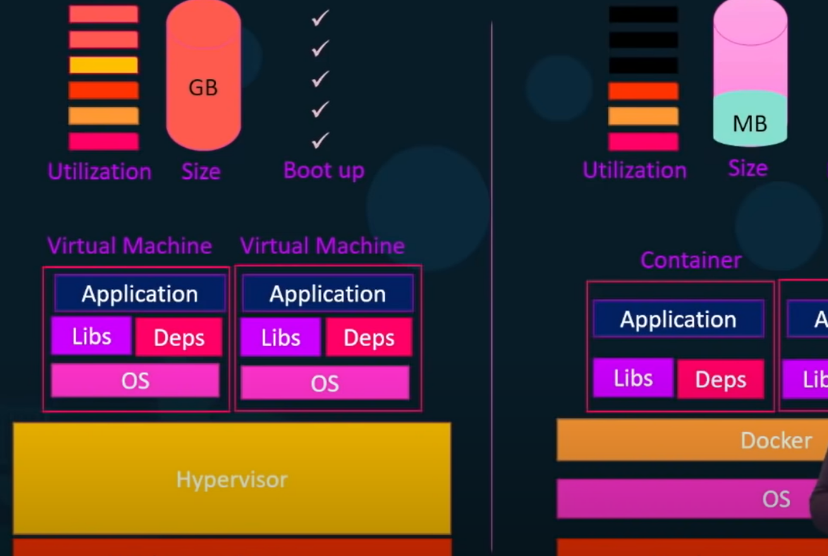 GB
Utilization
Size
Boot up
Virtual Machine
Virtual Machine
Application
Libs
Deps
OS
Application
Libs
Deps
OS
Hypervisor
MB
Utilization
Size
Container
Application
Libs
Deps
A
Lib
Docker
OS